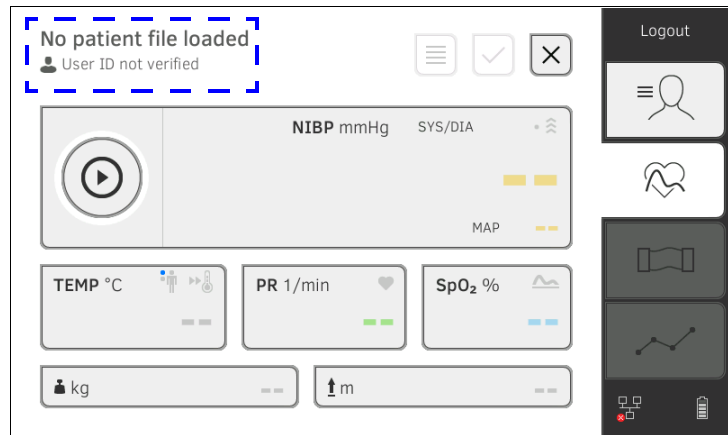 No patient file loaded
User ID not verified
Logout
NIBP mmHg SYS/DIA
-- --
MAP --
TEMP °C
--
PR 1/min
--
SpO₂ %
--
kg --
m --